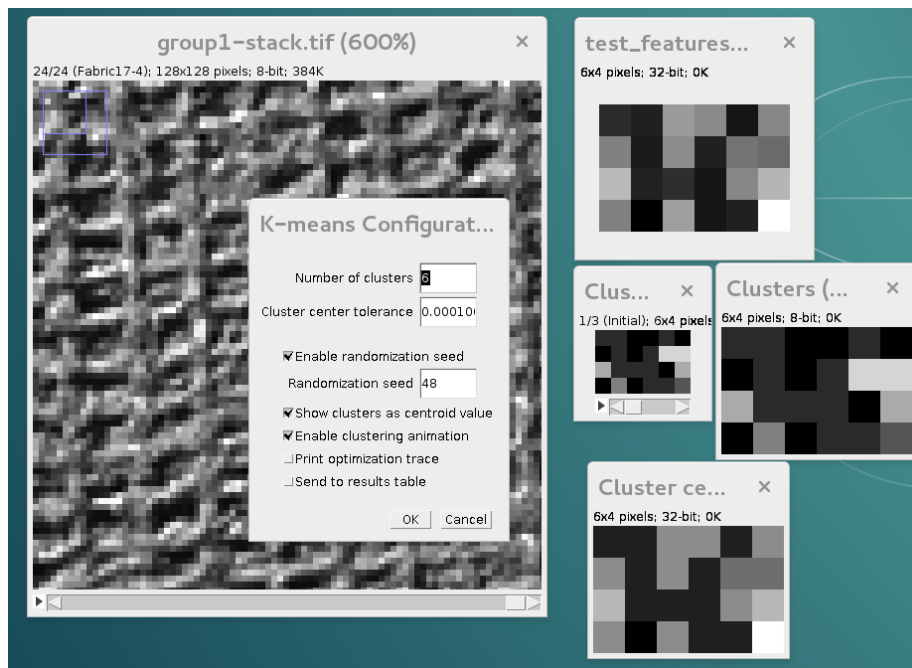 group1-stack.tif (600%)
24/24 (Fabric17-4); 128x128 pixels; 8-bit; 384K
K-means Configurat...
Number of clusters 6
Cluster center tolerance 0.00010
Enable randomization seed
Randomization seed 48
Show clusters as centroid value
Enable clustering animation
Print optimization trace
Send to results table
OK Cancel
test_features...
6x4 pixels; 32-bit; 0K
Clus...
1/3 (Initial); 6x4 pixels
Clusters (...
6x4 pixels; 8-bit; 0K
Cluster ce...
6x4 pixels; 32-bit; 0K